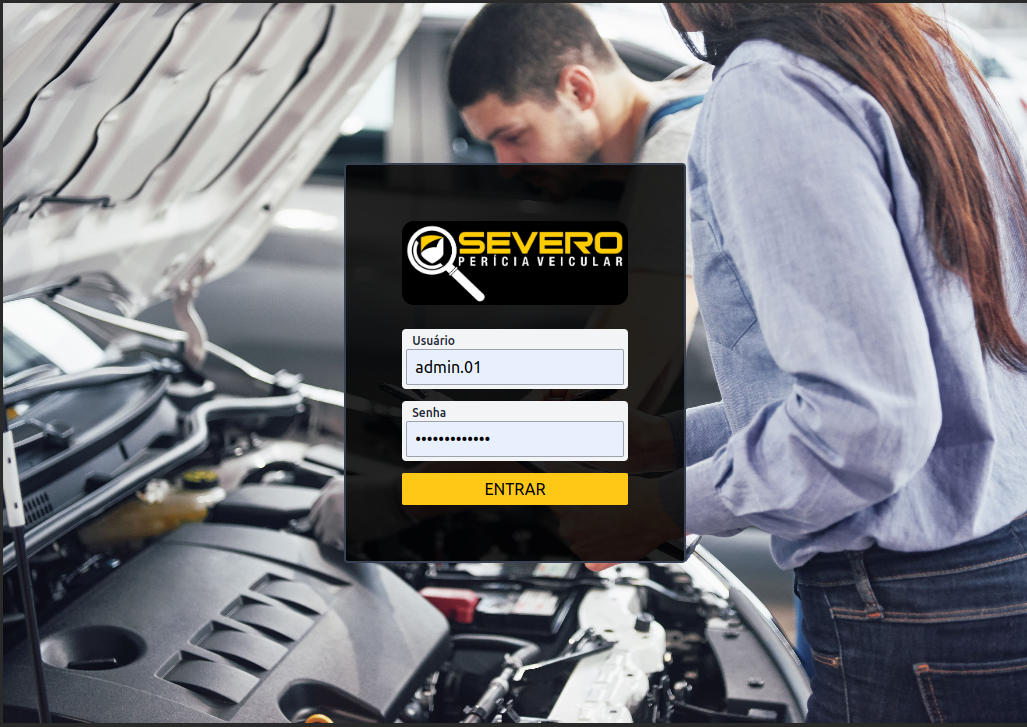 SEVERO
PERÍCIA VEICULAR
Usuário
admin.01
Senha
•••••••••••••
ENTRAR